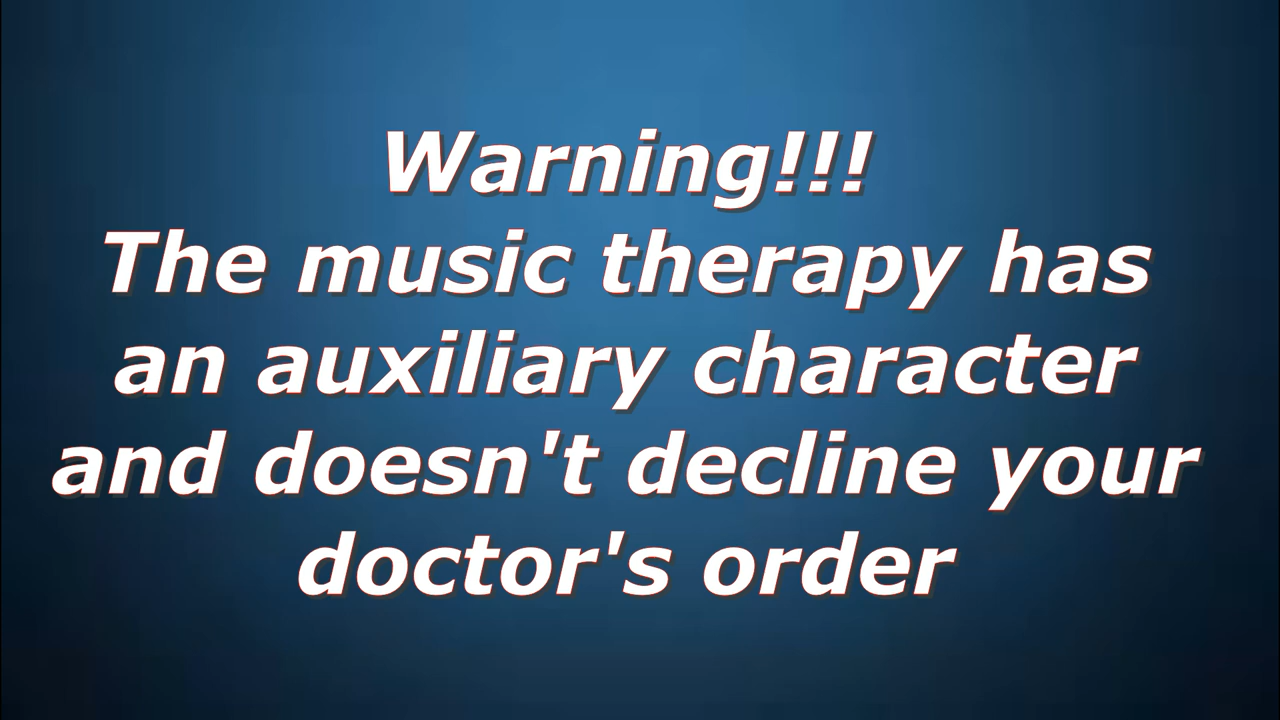 Warning!!!
The music therapy has
an auxiliary character
and doesn't decline your
doctor's order